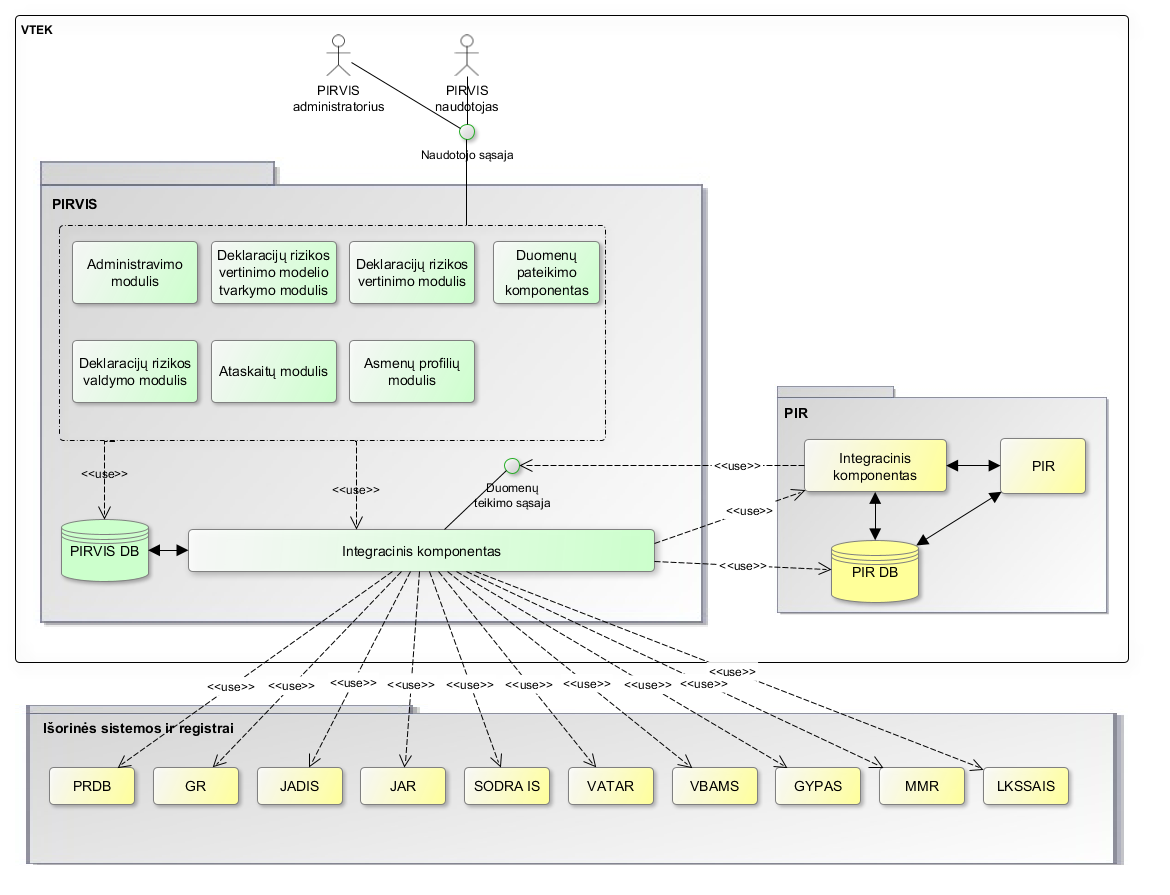 VTEK
PIRVIS
administratorius
PIRVIS
naudotojas
Naudotojo sąsaja
PIRVIS
Administravimo
modulis
Deklaracijų rizikos
vertinimo modelio
tvarkymo modulis
Deklaracijų rizikos
vertinimo modulis
Duomenų
pateikimo
komponentas
Deklaracijų rizikos
valdymo modulis
Ataskaitų modulis
Asmenų profilių
modulis
PIR
Integracinis
komponentas
PIR
<<use>>
<<use>>
<<use>>
Duomenų
teikimo sąsaja
<<use>>
PIRVIS DB
Integracinis komponentas
<<use>>
PIR DB
<<use>>
<<use>>
<<use>>
<<use>>
<<use>>
<<use>>
<<use>>
<<use>>
<<use>>
<<use>>
Išorinės sistemos ir registrai
PRDB
GR
JADIS
JAR
SODRA IS
VATAR
VBAMS
GYPAS
MMR
LKSSAIS